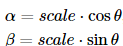 α = scale · cos θ
β = scale · sin θ